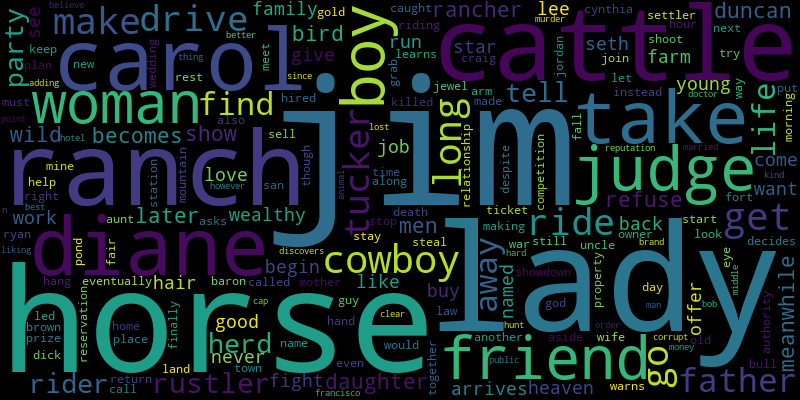 party see make drive family gold bird caught riding rancher cynthia lee murder settler hour duncan believe
keep plan new carol wedding better meet give boy run learns grab star craig seth join farm shoot jordan cattle next try
must adding woman find thing rest hired killed jewel arm made tell let instead young doctor way put
point wild hotel becomes show also since sell lost job long relationship despite competition fall take life morning
mine ranch love though tucker time along judge reputation married come kind
help right station mountain san however jim animal refuse want fort
n best work aunt later asks wealthy death men ticket making ride back owner start look get
ryan diane stop stay steal war still uncle brand decides
liking pond fair begin discovers cowboy away hard showdown property eye middle meanwhile
hang eventually hair baron called mother like buy named god lady day man bob authority
led reservation horse cap guy clear law hunt order offer old corrupt
brown prize finally good hand would another aside wife money bull
dick home place herd never name even together friend public go father
rider land town fight daughter arrives heaven warns
return call rustler francisco